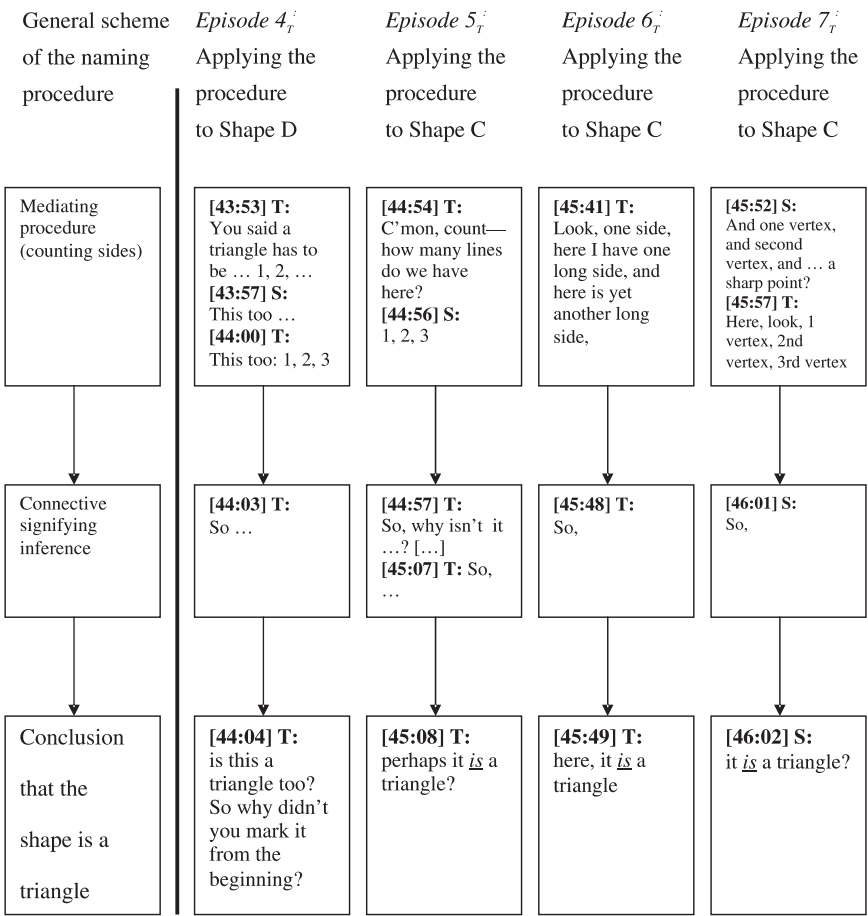 General scheme
of the naming
procedure
Episode 4T
Applying the
procedure
to Shape D
Episode 5T
Applying the
procedure
to Shape C
Episode 6T
Applying the
procedure
to Shape C
Episode 7T
Applying the
procedure
to Shape C
Mediating
procedure
(counting sides)
[43:53] T:
You said a
triangle has to
be … 1, 2, …
[43:57] S:
This too …
[44:00] T:
This too: 1, 2, 3
[44:54] T:
C’mon, count—
how many lines
do we have
here?
[44:56] S:
1, 2, 3
[45:41] T:
Look, one side,
here I have one
long side, and
here is yet
another long
side,
[45:52] S:
And one vertex,
and second
vertex, and … a
sharp point?
[45:57] T:
Here, look, 1
vertex, 2nd
vertex, 3rd vertex
Connective
signifying
inference
[44:03] T:
So …
[44:57] T:
So, why isn’t it
…? […]
[45:07] T: So,
…
[45:48] T:
So,
[46:01] S:
So,
Conclusion
that the
shape is a
triangle
[44:04] T:
is this a
triangle too?
So why didn’t
you mark it
from the
beginning?
[45:08] T:
perhaps it is a
triangle?
[45:49] T:
here, it is a
triangle
[46:02] S:
it is a triangle?